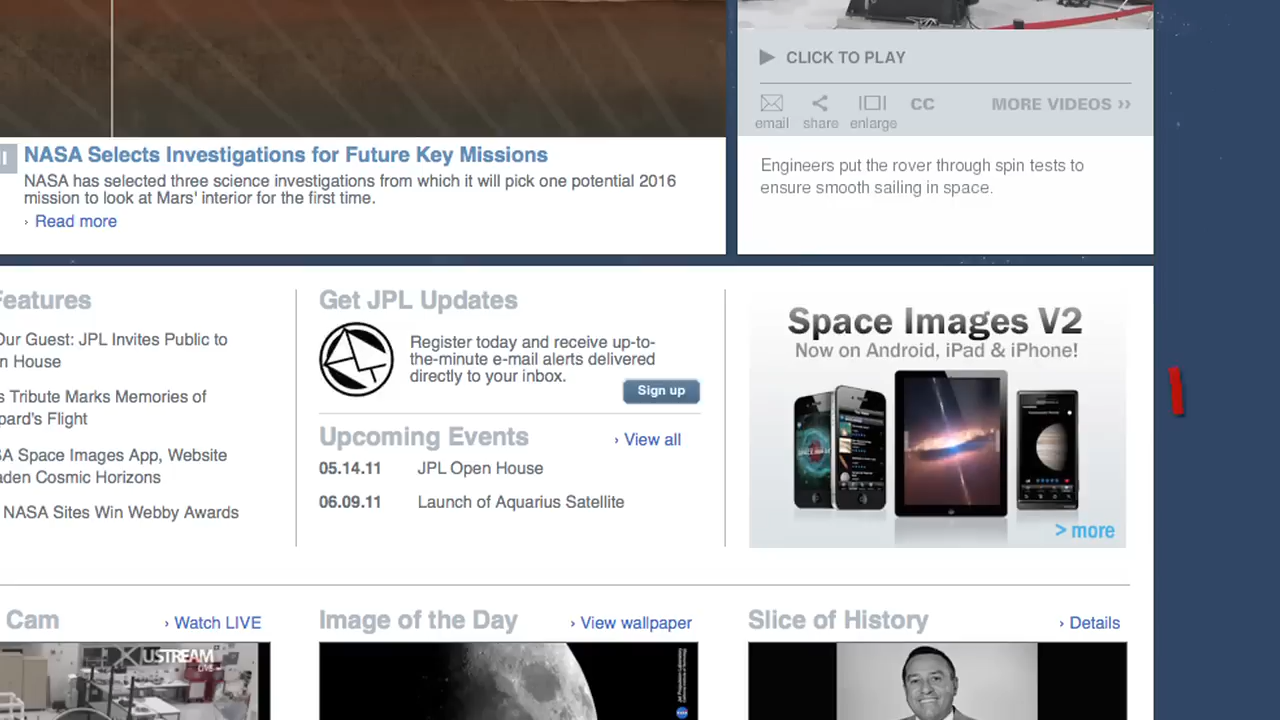 CLICK TO PLAY
email share enlarge CC MORE VIDEOS ››
Engineers put the rover through spin tests to
ensure smooth sailing in space.
NASA Selects Investigations for Future Key Missions
NASA has selected three science investigations from which it will pick one potential 2016
mission to look at Mars' interior for the first time.
› Read more
Features
Our Guest: JPL Invites Public to
n House
s Tribute Marks Memories of
pard's Flight
SA Space Images App, Website
aden Cosmic Horizons
NASA Sites Win Webby Awards
Get JPL Updates
Register today and receive up-to-
the-minute e-mail alerts delivered
directly to your inbox.
Sign up
Upcoming Events › View all
05.14.11 JPL Open House
06.09.11 Launch of Aquarius Satellite
Space Images V2
Now on Android, iPad & iPhone!
> more
Cam › Watch LIVE
USTREAM
Image of the Day › View wallpaper
Slice of History › Details